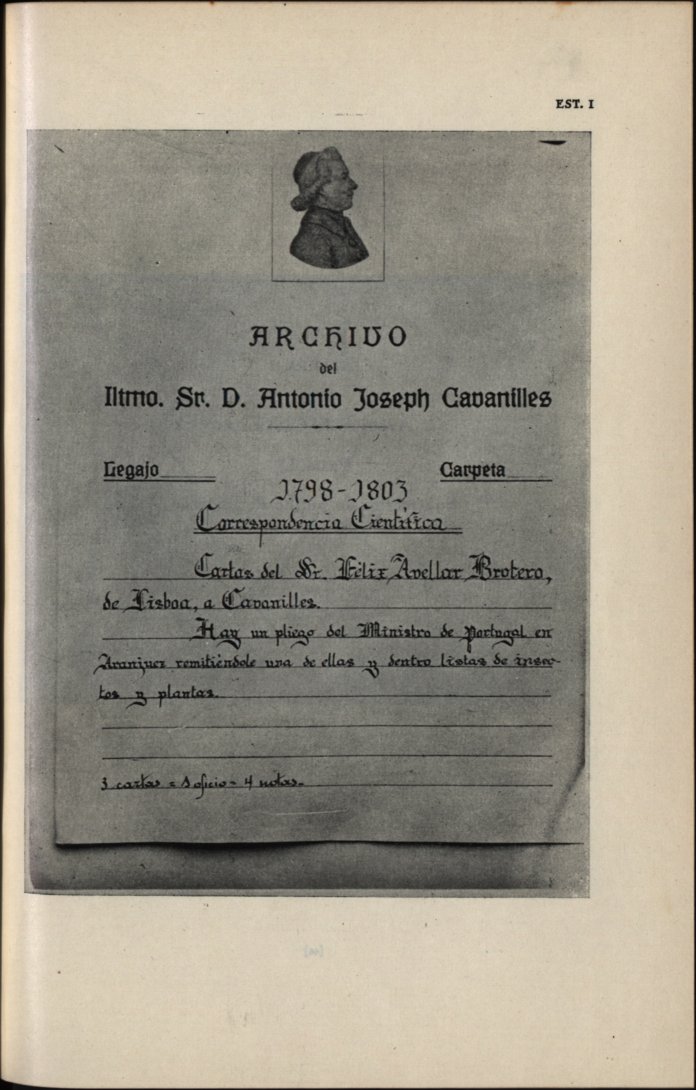 EST. I
ARCHIVO
del
Iltmo. Sr. D. Antonio Joseph Cavanilles
Legajo Carpeta
1798-1803
Correspondencia Científica
Cartas del Sr. Félix Avellar Brotero,
de Lisboa, a Cavanilles.
Hay un pliego del Ministro de Portugal en
Aranjuez remitiéndole una de ellas y dentro listas de insec-
tos y plantas.
3 cartas = 1 oficio = 4 notas.